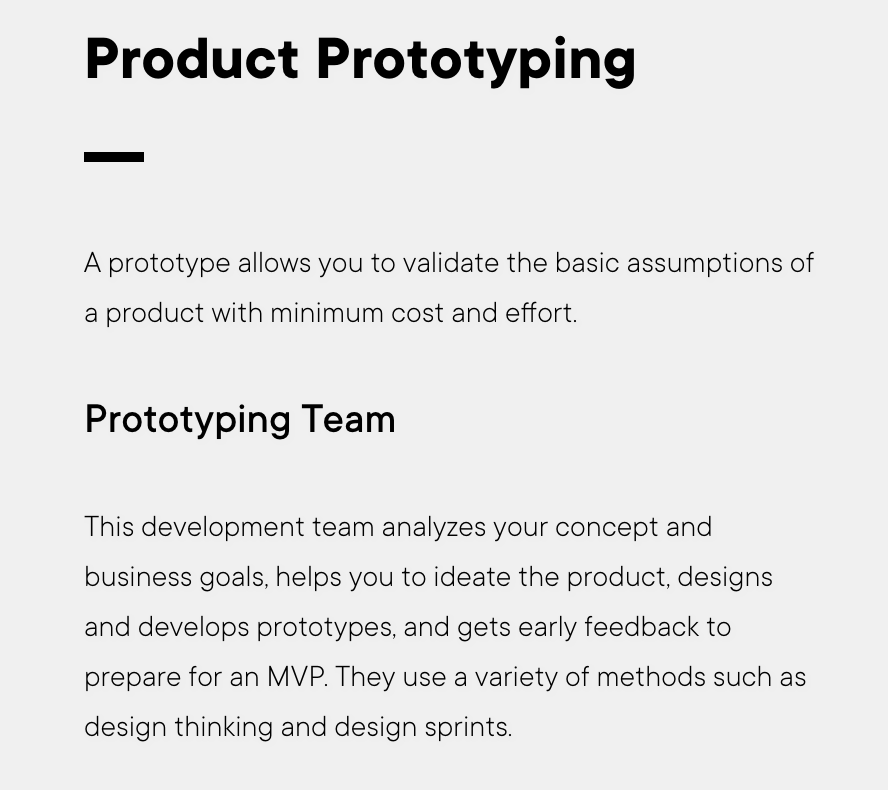 Product Prototyping
A prototype allows you to validate the basic assumptions of
a product with minimum cost and effort.
Prototyping Team
This development team analyzes your concept and
business goals, helps you to ideate the product, designs
and develops prototypes, and gets early feedback to
prepare for an MVP. They use a variety of methods such as
design thinking and design sprints.